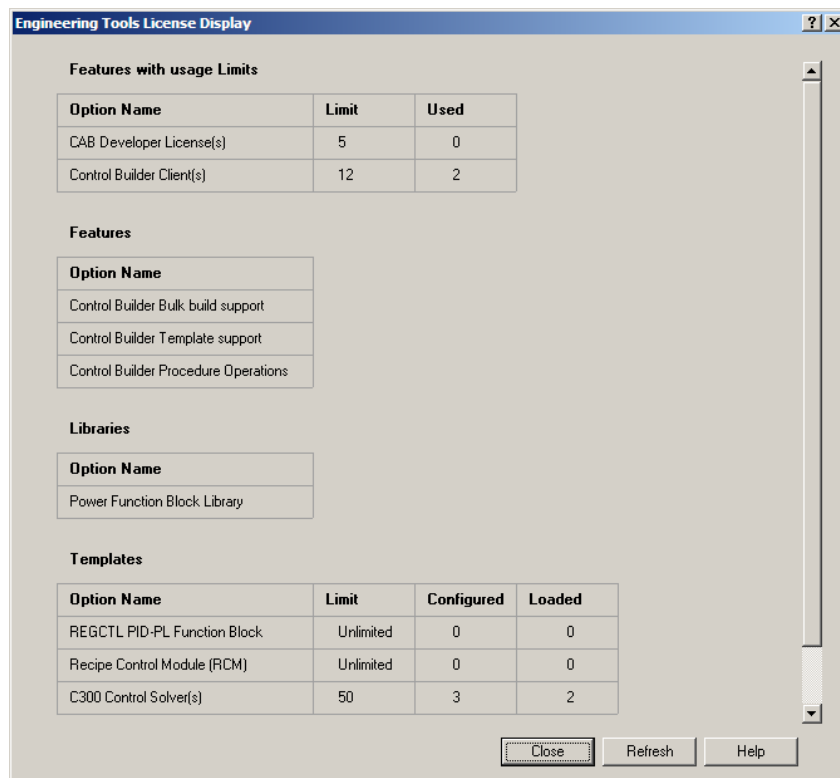 Engineering Tools License Display
Features with usage Limits
Option Name Limit Used
CAB Developer License(s) 5 0
Control Builder Client(s) 12 2
Features
Option Name
Control Builder Bulk build support
Control Builder Template support
Control Builder Procedure Operations
Libraries
Option Name
Power Function Block Library
Templates
Option Name Limit Configured Loaded
REGCTL PID-PL Function Block Unlimited 0 0
Recipe Control Module (RCM) Unlimited 0 0
C300 Control Solver(s) 50 3 2
Close Refresh Help